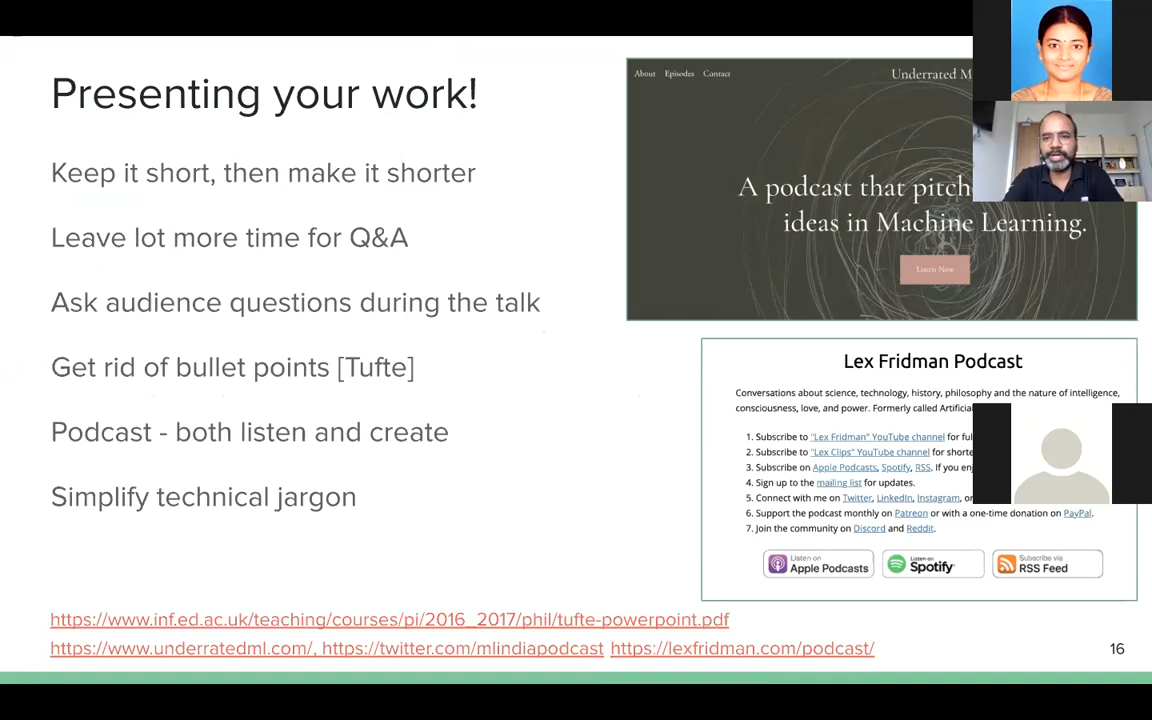 Presenting your work!
Keep it short, then make it shorter
Leave lot more time for Q&A
Ask audience questions during the talk
Get rid of bullet points [Tufte]
Podcast - both listen and create
Simplify technical jargon
About Episodes Contact
Underrated M
A podcast that pitch
ideas in Machine Learning.
Listen Now
Lex Fridman Podcast
Conversations about science, technology, history, philosophy and the nature of intelligence,
consciousness, love, and power. Formerly called Artificia
1. Subscribe to "Lex Fridman" YouTube channel for ful
2. Subscribe to "Lex Clips" YouTube channel for shorte
3. Subscribe on Apple Podcasts, Spotify, RSS. If you enj
4. Sign up to the mailing list for updates.
5. Connect with me on Twitter, LinkedIn, Instagram, or
6. Support the podcast monthly on Patreon or with a one-time donation on PayPal.
7. Join the community on Discord and Reddit.
Listen on
Apple Podcasts
Listen on
Spotify
Subscribe via
RSS Feed
https://www.inf.ed.ac.uk/teaching/courses/pi/2016_2017/phil/tufte-powerpoint.pdf
https://www.underratedml.com/, https://twitter.com/mlindiapodcast https://lexfridman.com/podcast/
16